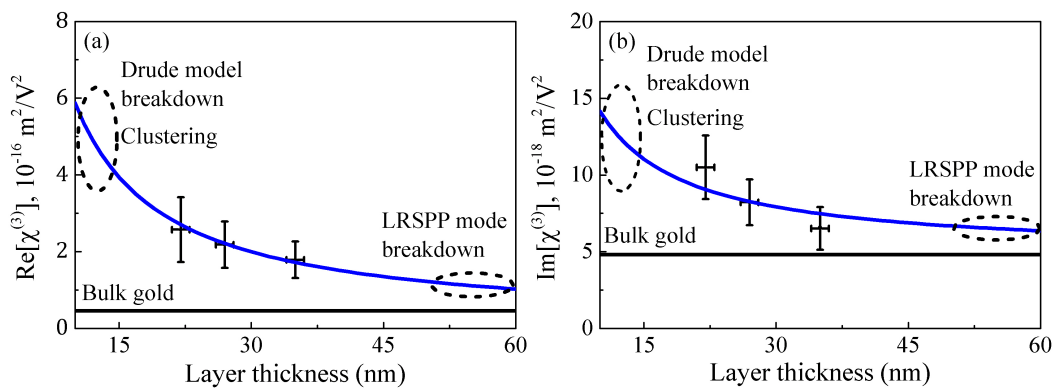 (a)
Drude model
breakdown
Clustering
LRSPP mode
breakdown
Bulk gold
Re[χ(3)], 10-16 m2/V2
8
6
4
2
0
15
30
45
60
Layer thickness (nm)
(b)
Drude model
breakdown
Clustering
LRSPP mode
breakdown
Bulk gold
Im[χ(3)], 10-18 m2/V2
20
15
10
5
0
15
30
45
60
Layer thickness (nm)